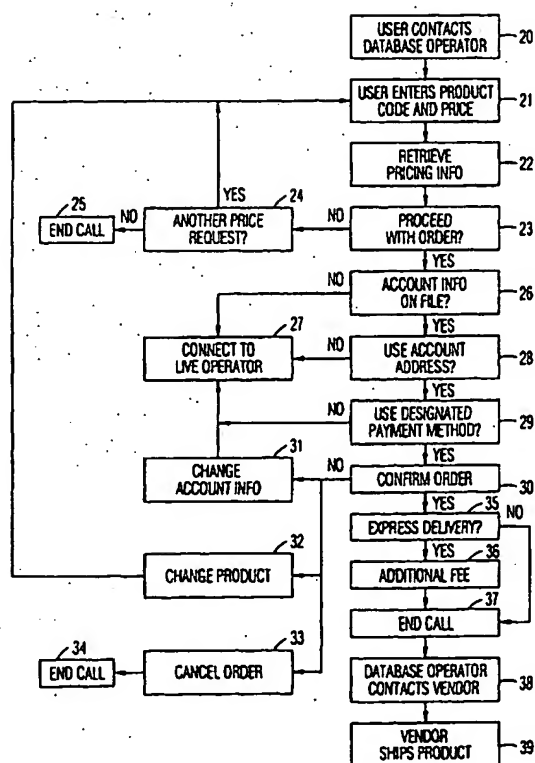 USER CONTACTS
DATABASE OPERATOR
20
USER ENTERS PRODUCT
CODE AND PRICE
21
RETRIEVE
PRICING INFO
22
25
END CALL
NO
YES
24
ANOTHER PRICE
REQUEST?
NO
PROCEED
WITH ORDER?
23
YES
NO
ACCOUNT INFO
ON FILE?
26
YES
27
CONNECT TO
LIVE OPERATOR
NO
USE ACCOUNT
ADDRESS?
28
YES
NO
USE DESIGNATED
PAYMENT METHOD?
29
YES
31
CHANGE
ACCOUNT INFO
NO
CONFIRM ORDER
30
YES
35
NO
EXPRESS DELIVERY?
YES
36
32
CHANGE PRODUCT
ADDITIONAL FEE
37
END CALL
34
END CALL
33
CANCEL ORDER
DATABASE OPERATOR
CONTACTS VENDOR
38
VENDOR
SHIPS PRODUCT
39